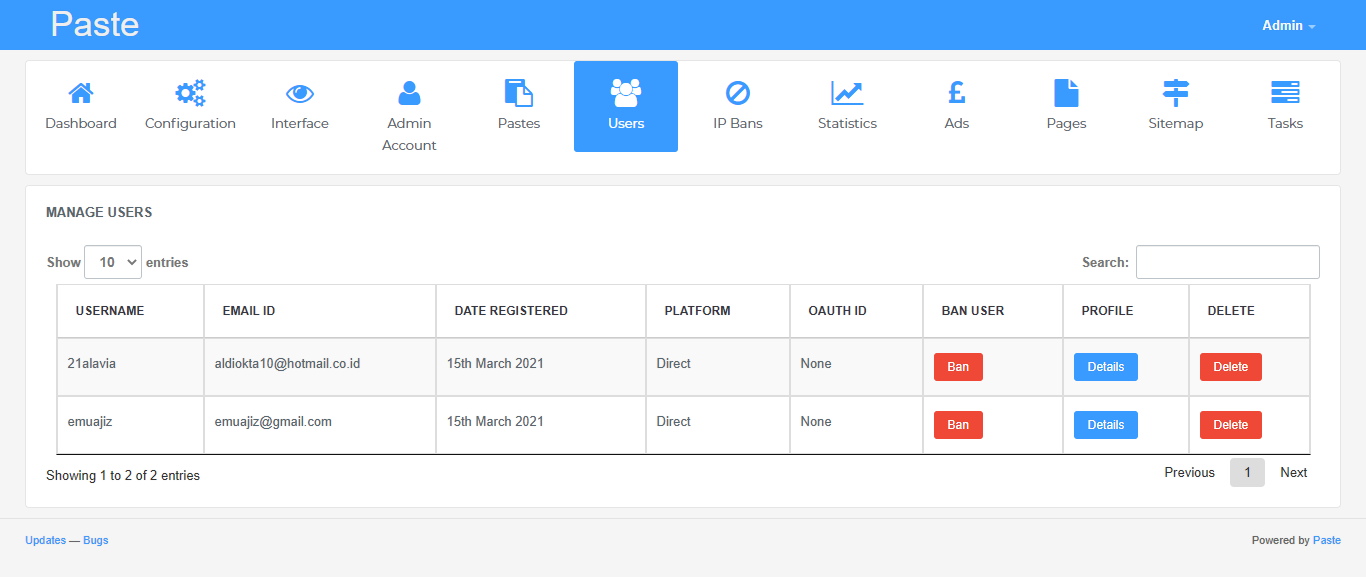 Paste
Admin
Dashboard
Configuration
Interface
Admin
Account
Pastes
Users
IP Bans
Statistics
Ads
Pages
Sitemap
Tasks
MANAGE USERS
Show 10 entries
Search:
USERNAME EMAIL ID DATE REGISTERED PLATFORM OAUTH ID BAN USER PROFILE DELETE
21alavia aldiokta10@hotmail.co.id 15th March 2021 Direct None Ban Details Delete
emuajiz emuajiz@gmail.com 15th March 2021 Direct None Ban Details Delete
Showing 1 to 2 of 2 entries
Previous 1 Next
Updates — Bugs
Powered by Paste